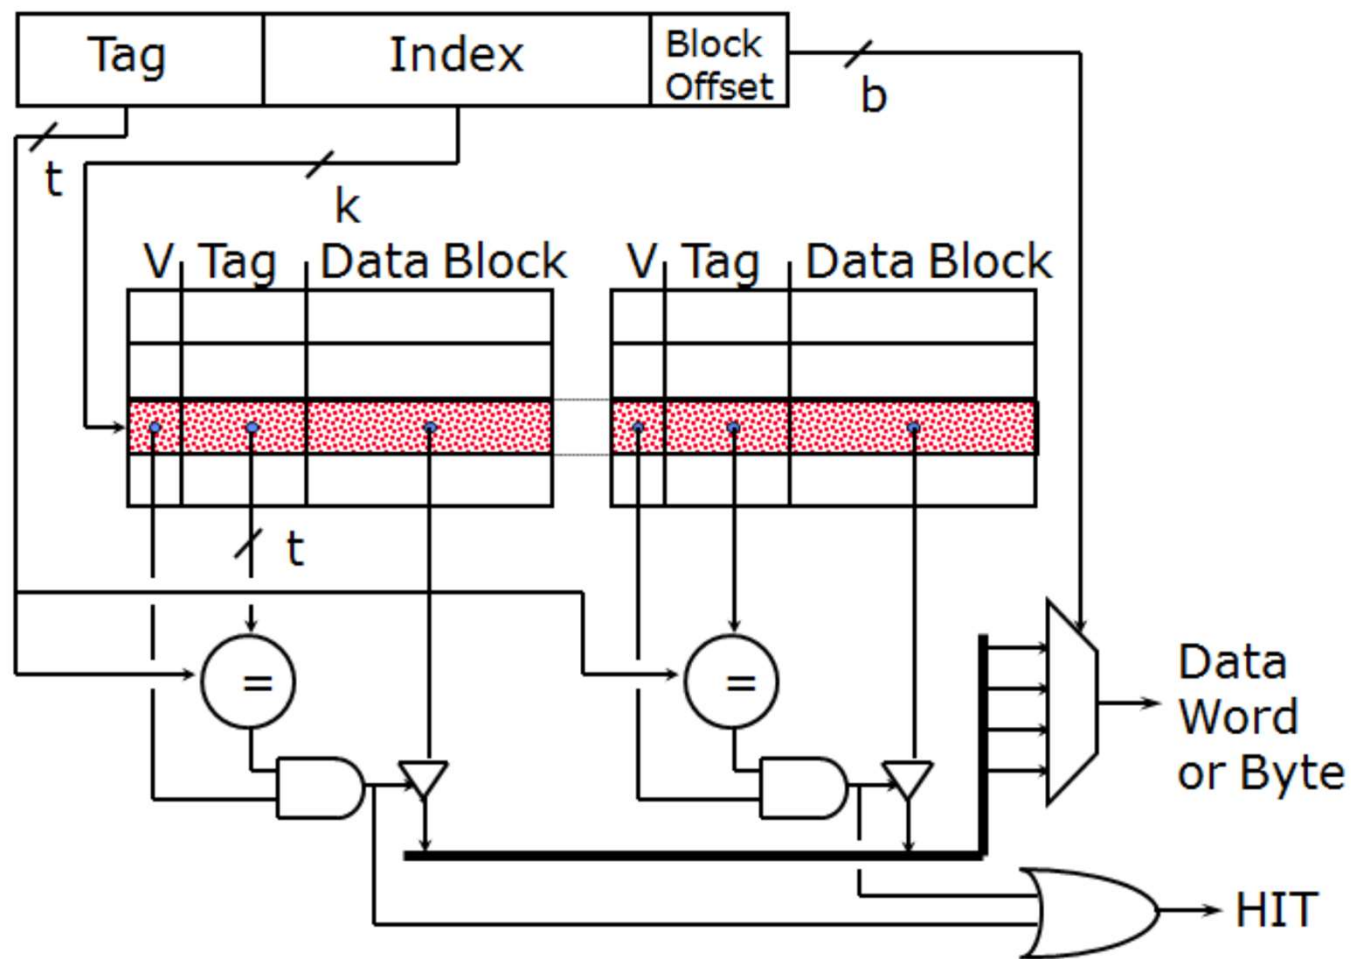 Tag
Index
Block
Offset
b
t
k
V Tag Data Block
V Tag Data Block
t
=
=
Data
Word
or Byte
HIT